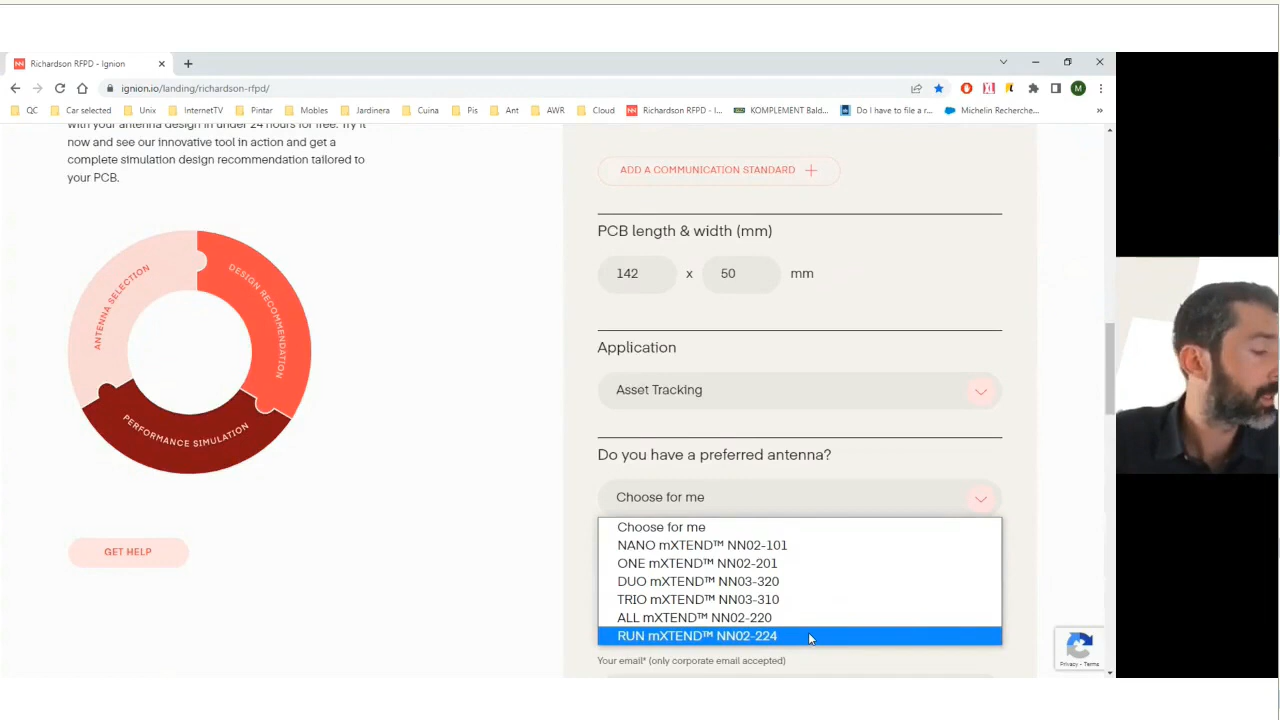 Richardson RFPD - Ignion
ignion.io/landing/richardson-rfpd/
QC
Car selected
Unix
InternetTV
Pintar
Mobles
Jardinera
Cuina
Pis
Ant
AWR
Cloud
Richardson RFPD - I...
KOMPLEMENT Bald...
Do I have to file a r...
Michelin Recherche...
»
with your antenna design in under 24 hours for free. Try it
now and see our innovative tool in action and get a
complete simulation design recommendation tailored to
your PCB.
ANTENNA SELECTION
DESIGN RECOMMENDATION
PERFORMANCE SIMULATION
GET HELP
ADD A COMMUNICATION STANDARD +
PCB length & width (mm)
142 x 50 mm
Application
Asset Tracking
Do you have a preferred antenna?
Choose for me
Choose for me
NANO mXTEND™ NN02-101
ONE mXTEND™ NN02-201
DUO mXTEND™ NN03-320
TRIO mXTEND™ NN03-310
ALL mXTEND™ NN02-220
RUN mXTEND™ NN02-224
Your email* (only corporate email accepted)
Privacy - Terms
M